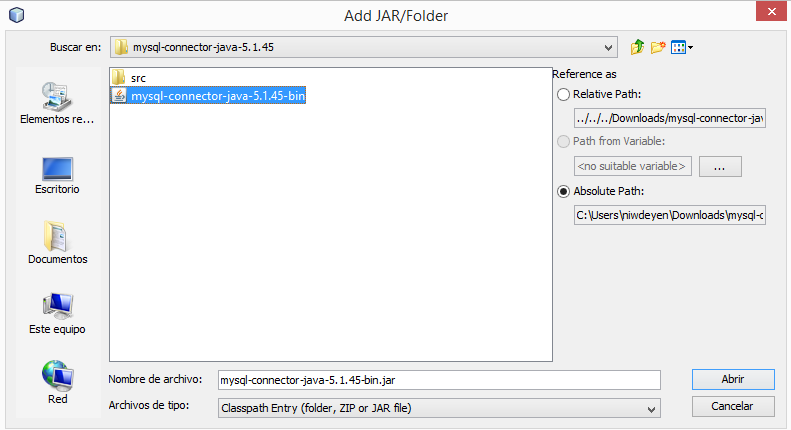 Add JAR/Folder
Buscar en:
mysql-connector-java-5.1.45
src
mysql-connector-java-5.1.45-bin
Elementos re...
Escritorio
Documentos
Este equipo
Red
Reference as
Relative Path:
../../../Downloads/mysql-connector-jav
Path from Variable:
<no suitable variable>
...
Absolute Path:
C:\Users\niwdeyen\Downloads\mysql-c
Nombre de archivo:
mysql-connector-java-5.1.45-bin.jar
Abrir
Archivos de tipo:
Classpath Entry (folder, ZIP or JAR file)
Cancelar